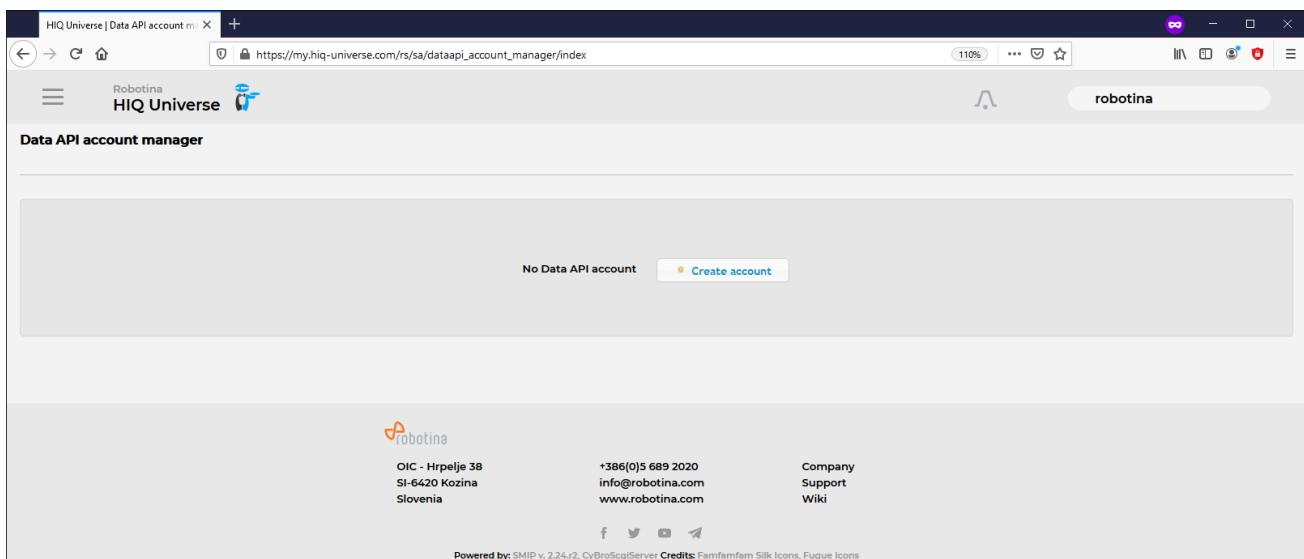 HIQ Universe | Data API account m
https://my.hiq-universe.com/rs/sa/dataapi_account_manager/index
110%
Robotina
HIQ Universe
robotina
Data API account manager
No Data API account
Create account
robotina
OIC - Hrpelje 38
+386(0)5 689 2020
Company
SI-6420 Kozina
info@robotina.com
Support
Slovenia
www.robotina.com
Wiki
Powered by: SMIP v. 2.24.r2, CyBroScgiServer Credits: Famfamfam Silk Icons, Fugue Icons